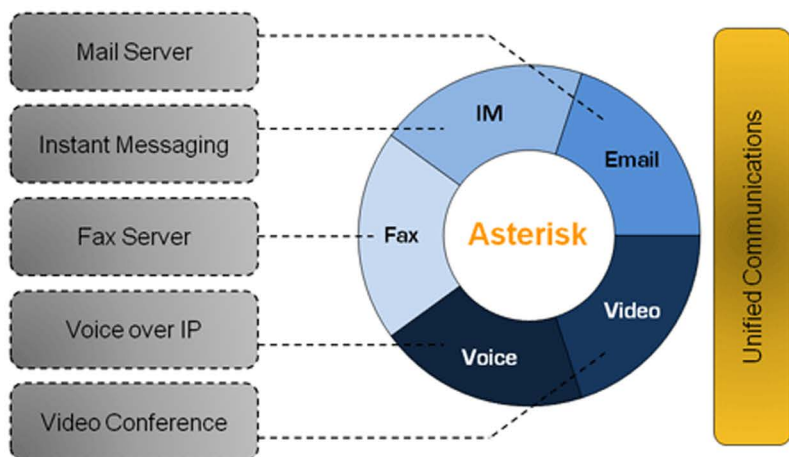 Mail Server
Instant Messaging
Fax Server
Voice over IP
Video Conference
IM
Email
Fax
Asterisk
Video
Voice
Unified Communications